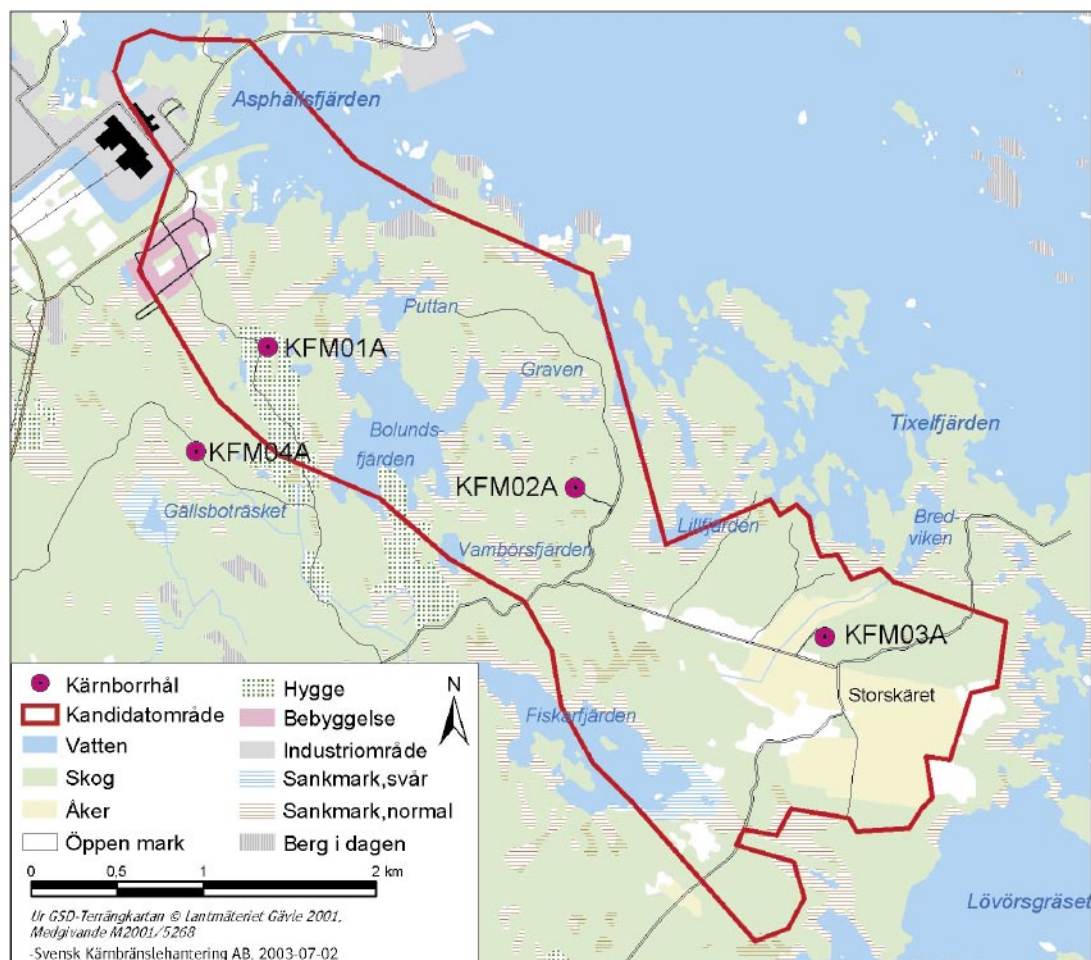 Asphällsfjärden
Puttan
KFM01A
Graven
Bolunds-
fjärden
Tixelfjärden
KFM04A
KFM02A
Gällsboträsket
Lillfjärden
Bred-
viken
Vambörsfjärden
KFM03A
Storskäret
Fiskarfjärden
Lövörsgräset
Kärnborrhål
Kandidatområde
Vatten
Skog
Åker
Öppen mark
Hygge
Bebyggelse
Industriområde
Sankmark,svår
Sankmark,normal
Berg i dagen
N
0 0,5 1 2 km
Ur GSD-Terrängkartan © Lantmäteriet Gävle 2001,
Medgivande M2001/5268
-Svensk Kärnbränslehantering AB, 2003-07-02